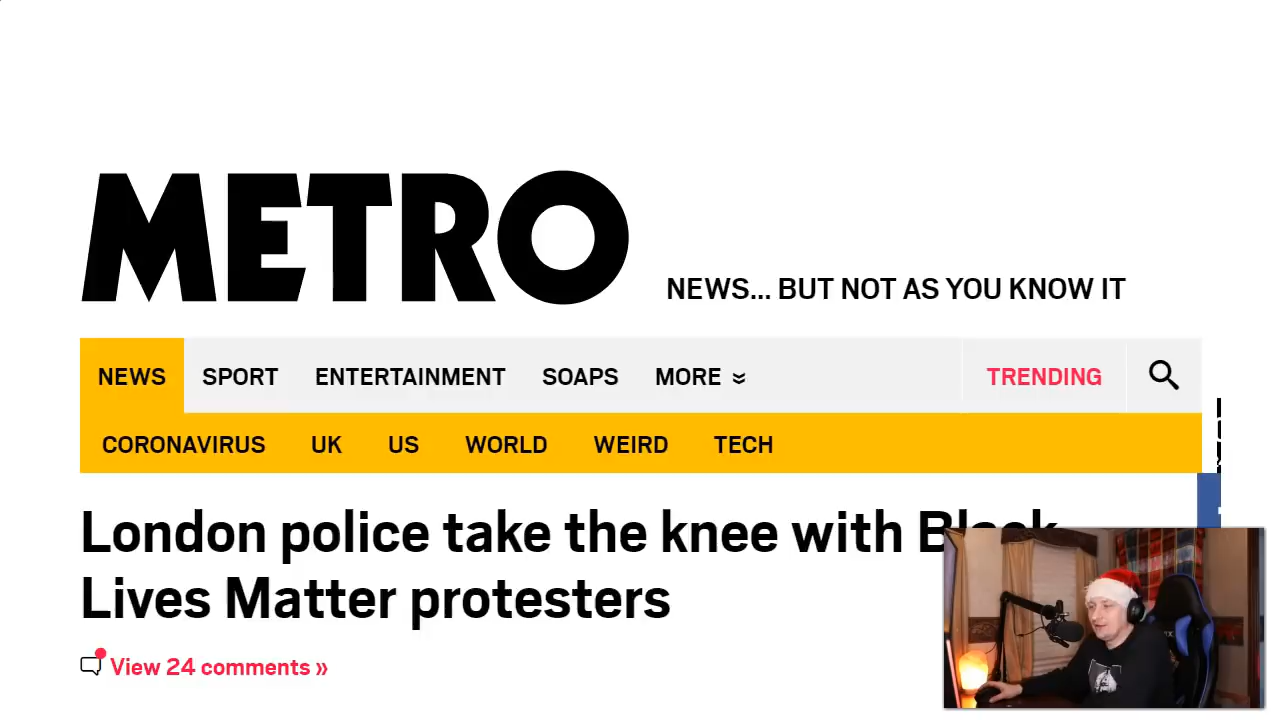 METRO
NEWS... BUT NOT AS YOU KNOW IT
NEWS SPORT ENTERTAINMENT SOAPS MORE TRENDING
CORONAVIRUS UK US WORLD WEIRD TECH
London police take the knee with Black
Lives Matter protesters
View 24 comments »